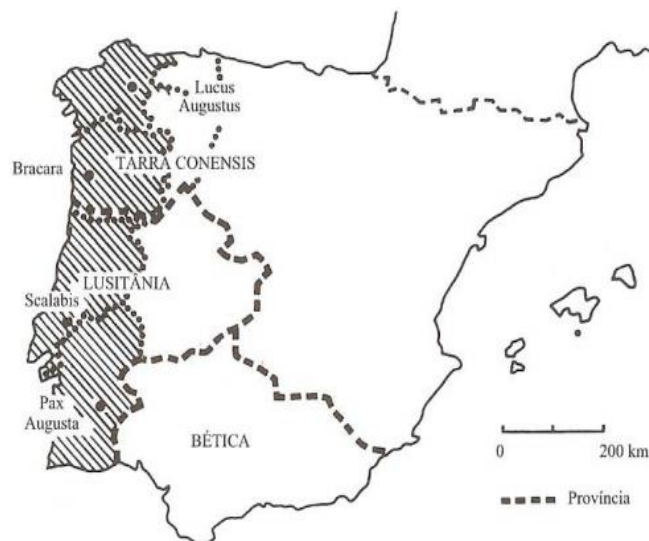 Lucus
Augustus
TARRA CONENSIS
Bracara
LUSITÂNIA
Scalabis
Pax
Augusta
BÉTICA
0 200 km
Província